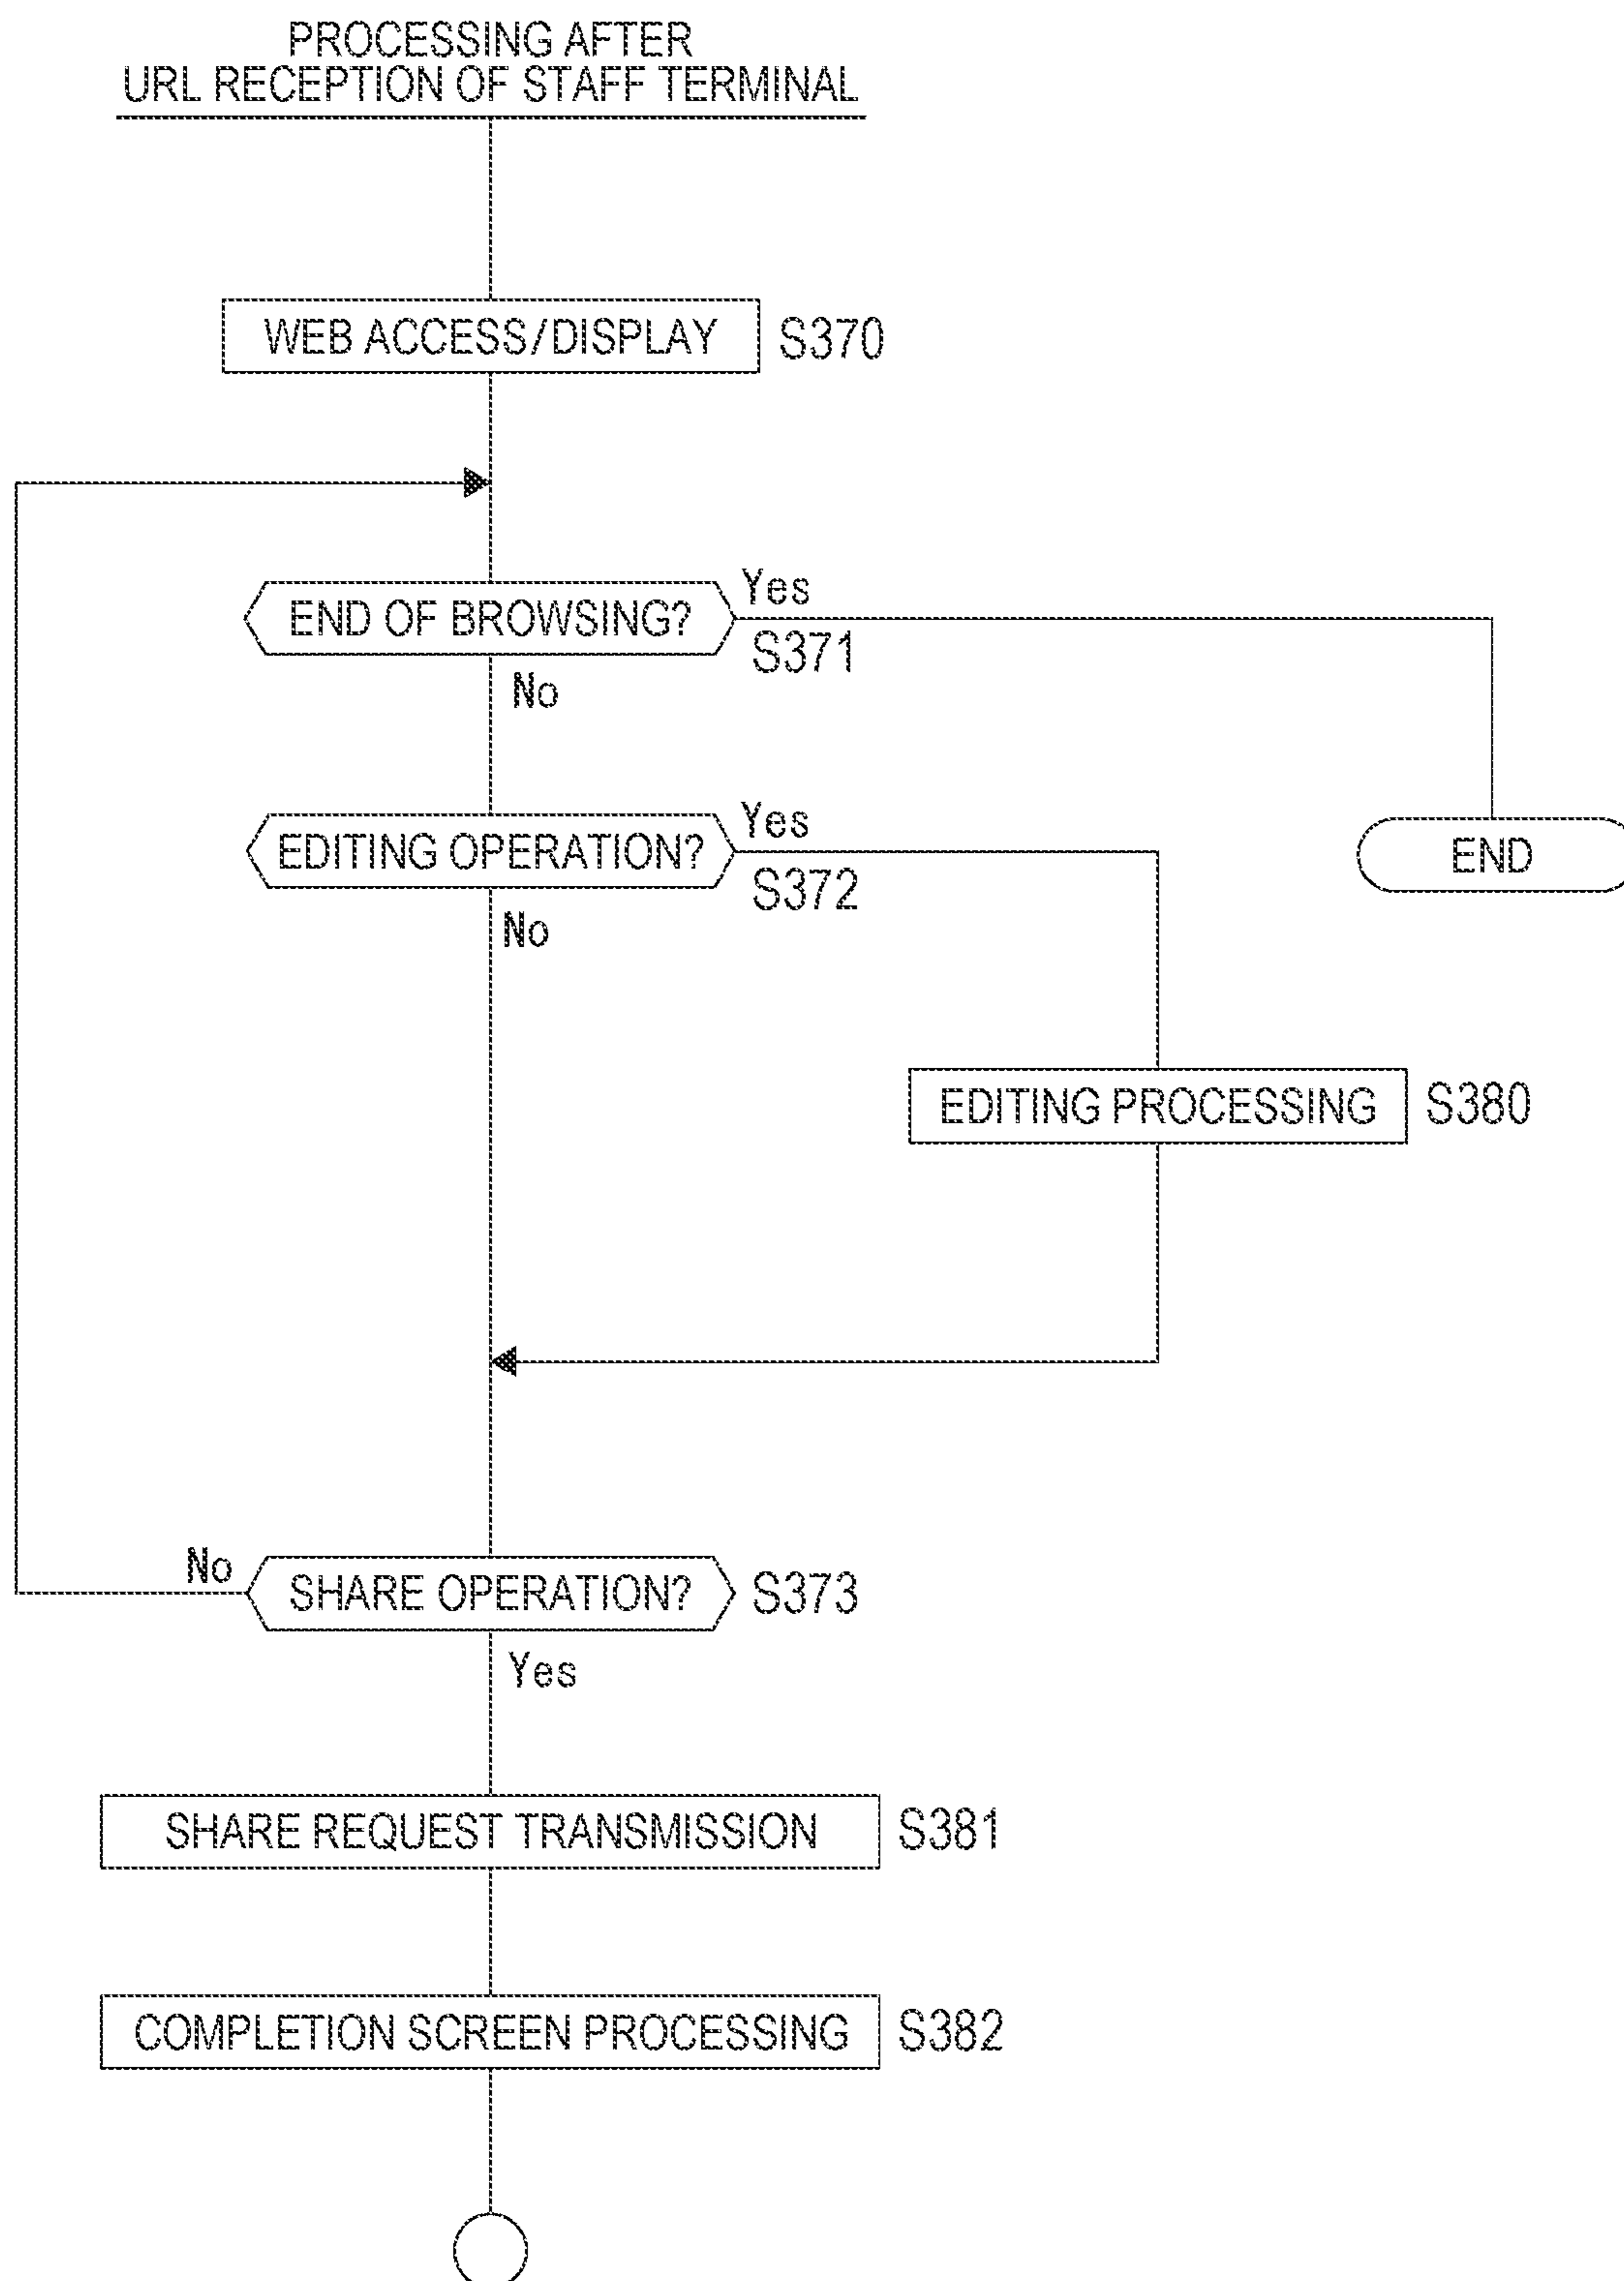 PROCESSING AFTER
URL RECEPTION OF STAFF TERMINAL
WEB ACCESS/DISPLAY S370
END OF BROWSING? Yes
S371
No
EDITING OPERATION? Yes
S372
END
No
EDITING PROCESSING S380
No SHARE OPERATION? S373
Yes
SHARE REQUEST TRANSMISSION S381
COMPLETION SCREEN PROCESSING S382